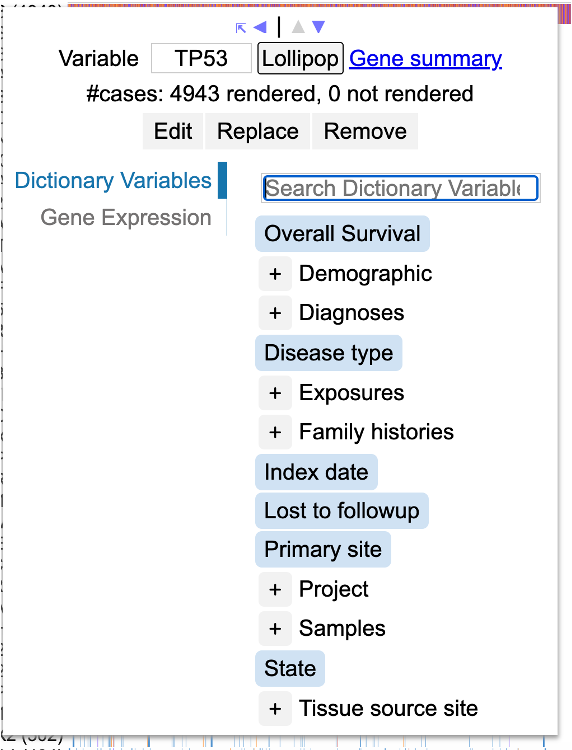 Variable TP53 Lollipop Gene summary
#cases: 4943 rendered, 0 not rendered
Edit Replace Remove
Dictionary Variables
Gene Expression
Search Dictionary Variable
Overall Survival
+ Demographic
+ Diagnoses
Disease type
+ Exposures
+ Family histories
Index date
Lost to followup
Primary site
+ Project
+ Samples
State
+ Tissue source site